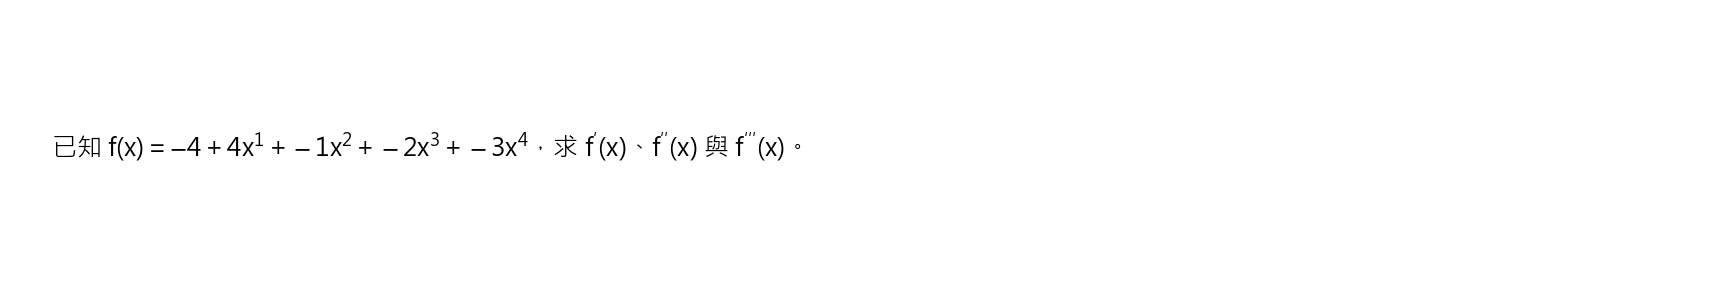 已知 f(x) = −4 + 4x¹ + −1x² + −2x³ + −3x⁴，求 f′(x)、f′′(x) 與 f′′′(x)。